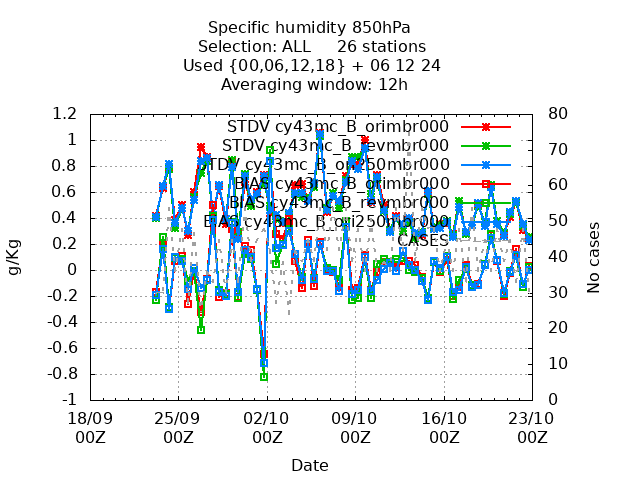 Specific humidity 850hPa
Selection: ALL     26 stations
Used {00,06,12,18} + 06 12 24
Averaging window: 12h
STDV cy43mc_B_orimbr000
STDV cy43mc_B_revmbr000
STDV cy43mc_B_ori250mbr000
BIAS cy43mc_B_orimbr000
BIAS cy43mc_B_revmbr000
BIAS cy43mc_B_ori250mbr000
CASES
g/Kg
1.2
1
0.8
0.6
0.4
0.2
0
-0.2
-0.4
-0.6
-0.8
-1
No cases
80
70
60
50
40
30
20
10
0
18/09 25/09 02/10 09/10 16/10 23/10
00Z 00Z 00Z 00Z 00Z 00Z
Date